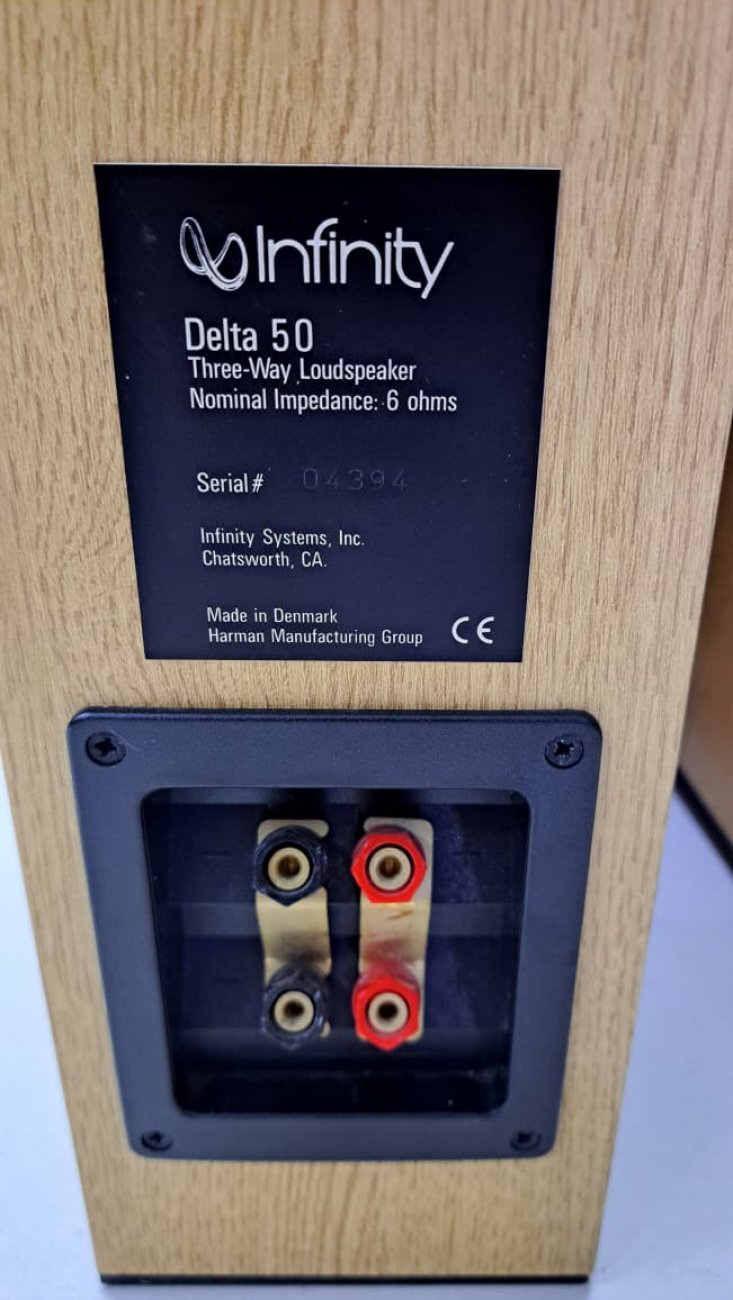 Infinity
Delta 50
Three-Way Loudspeaker
Nominal Impedance: 6 ohms
Serial # 04394
Infinity Systems, Inc.
Chatsworth, CA.
Made in Denmark
Harman Manufacturing Group CE